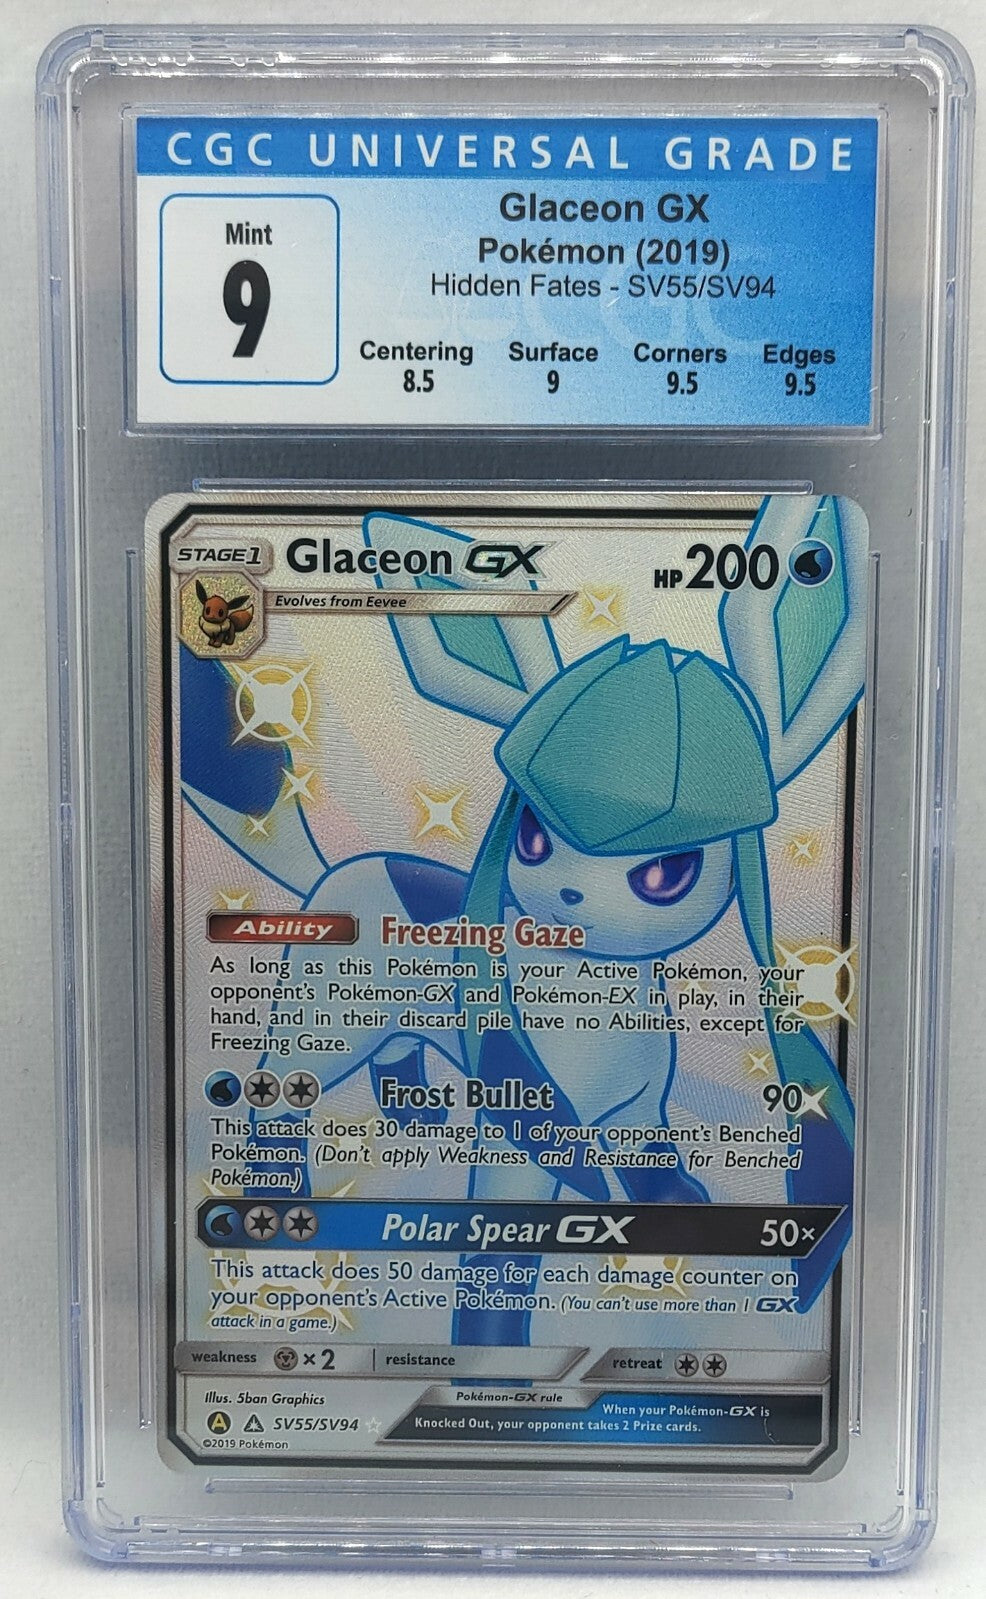 CGC UNIVERSAL GRADE
Mint
9
Glaceon GX
Pokémon (2019)
Hidden Fates - SV55/SV94
Centering Surface Corners Edges
8.5 9 9.5 9.5
STAGE 1 Glaceon GX HP 200
Evolves from Eevee
Ability Freezing Gaze
As long as this Pokémon is your Active Pokémon, your
opponent's Pokémon-GX and Pokémon-EX in play, in their
hand, and in their discard pile have no Abilities, except for
Freezing Gaze.
Frost Bullet 90
This attack does 30 damage to 1 of your opponent's Benched
Pokémon. (Don't apply Weakness and Resistance for Benched
Pokémon.)
Polar Spear GX 50×
This attack does 50 damage for each damage counter on
your opponent's Active Pokémon. (You can't use more than 1 GX
attack in a game.)
weakness ×2 resistance retreat
Illus. 5ban Graphics
A SV55/SV94
©2019 Pokémon
Pokémon-GX rule
When your Pokémon-GX is
Knocked Out, your opponent takes 2 Prize cards.